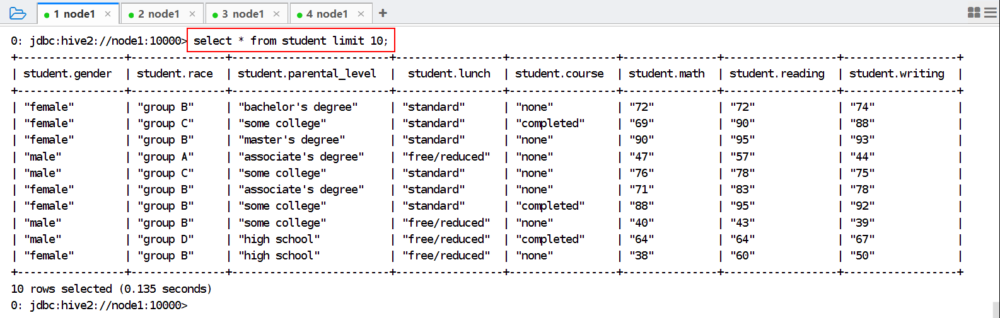 1 node1 × 2 node1 × 3 node1 × 4 node1 × +
0: jdbc:hive2://node1:10000> select * from student limit 10;
+-----------------+---------------+-------------------------+-----------------+-----------------+---------------+------------------+------------------+
| student.gender  | student.race  | student.parental_level  |  student.lunch  | student.course  | student.math  | student.reading  | student.writing  |
+-----------------+---------------+-------------------------+-----------------+-----------------+---------------+------------------+------------------+
| "female"        | "group B"     | "bachelor's degree"     | "standard"      | "none"          | "72"          | "72"             | "74"             |
| "female"        | "group C"     | "some college"          | "standard"      | "completed"     | "69"          | "90"             | "88"             |
| "female"        | "group B"     | "master's degree"       | "standard"      | "none"          | "90"          | "95"             | "93"             |
| "male"          | "group A"     | "associate's degree"    | "free/reduced"  | "none"          | "47"          | "57"             | "44"             |
| "male"          | "group C"     | "some college"          | "standard"      | "none"          | "76"          | "78"             | "75"             |
| "female"        | "group B"     | "associate's degree"    | "standard"      | "none"          | "71"          | "83"             | "78"             |
| "female"        | "group B"     | "some college"          | "standard"      | "completed"     | "88"          | "95"             | "92"             |
| "male"          | "group B"     | "some college"          | "free/reduced"  | "none"          | "40"          | "43"             | "39"             |
| "male"          | "group D"     | "high school"           | "free/reduced"  | "completed"     | "64"          | "64"             | "67"             |
| "female"        | "group B"     | "high school"           | "free/reduced"  | "none"          | "38"          | "60"             | "50"             |
+-----------------+---------------+-------------------------+-----------------+-----------------+---------------+------------------+------------------+
10 rows selected (0.135 seconds)
0: jdbc:hive2://node1:10000>